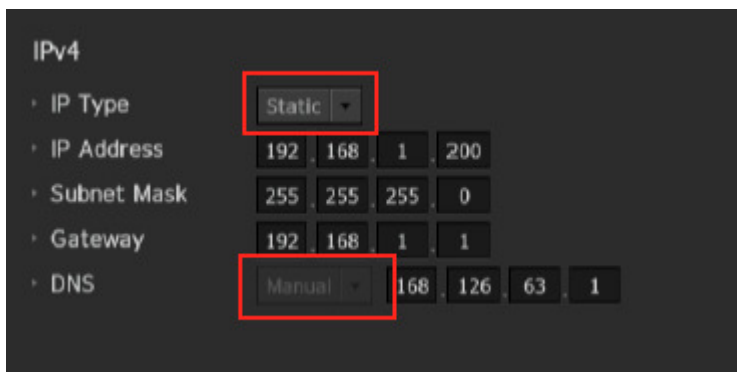 IPv4
IP Type Static
IP Address 192 . 168 . 1 . 200
Subnet Mask 255 . 255 . 255 . 0
Gateway 192 . 168 . 1 . 1
DNS Manual 168 . 126 . 63 . 1